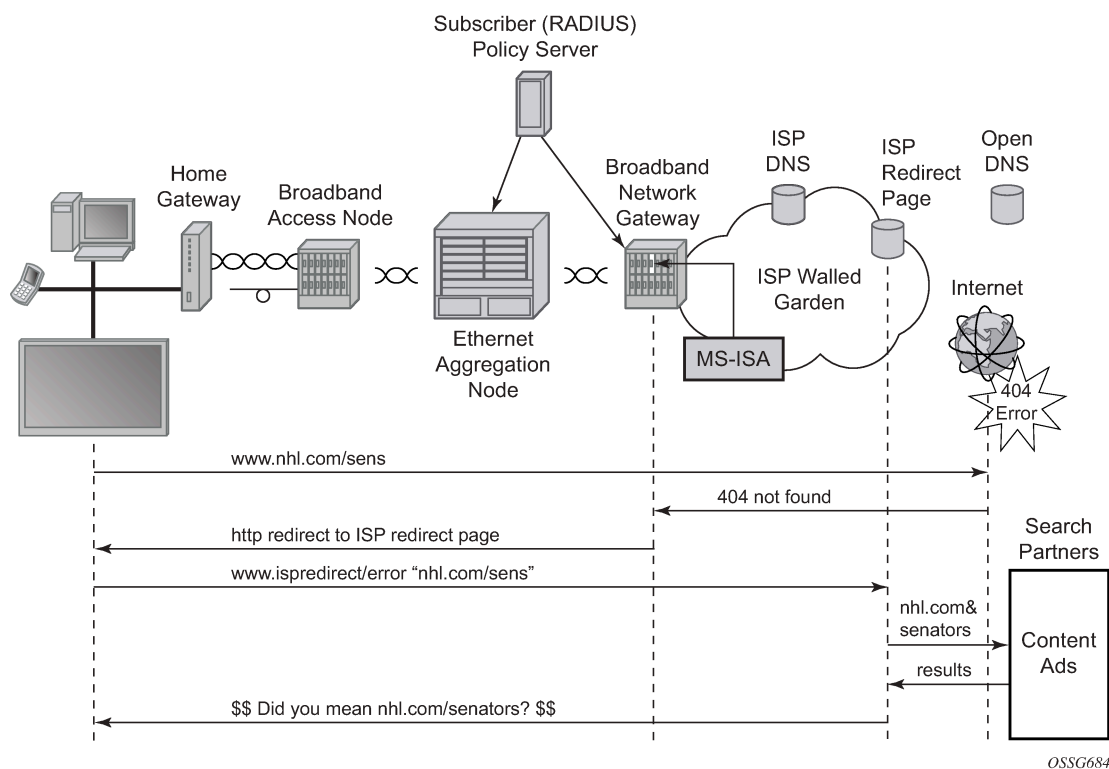 Subscriber (RADIUS)
Policy Server
Home
Gateway
Broadband
Access Node
Ethernet
Aggregation
Node
Broadband
Network
Gateway
ISP
DNS
ISP
Redirect
Page
Open
DNS
ISP Walled
Garden
MS-ISA
Internet
404
Error
www.nhl.com/sens
404 not found
http redirect to ISP redirect page
www.ispredirect/error “nhl.com/sens”
nhl.com&
senators
results
$$ Did you mean nhl.com/senators? $$
Search
Partners
Content
Ads
OSSG684